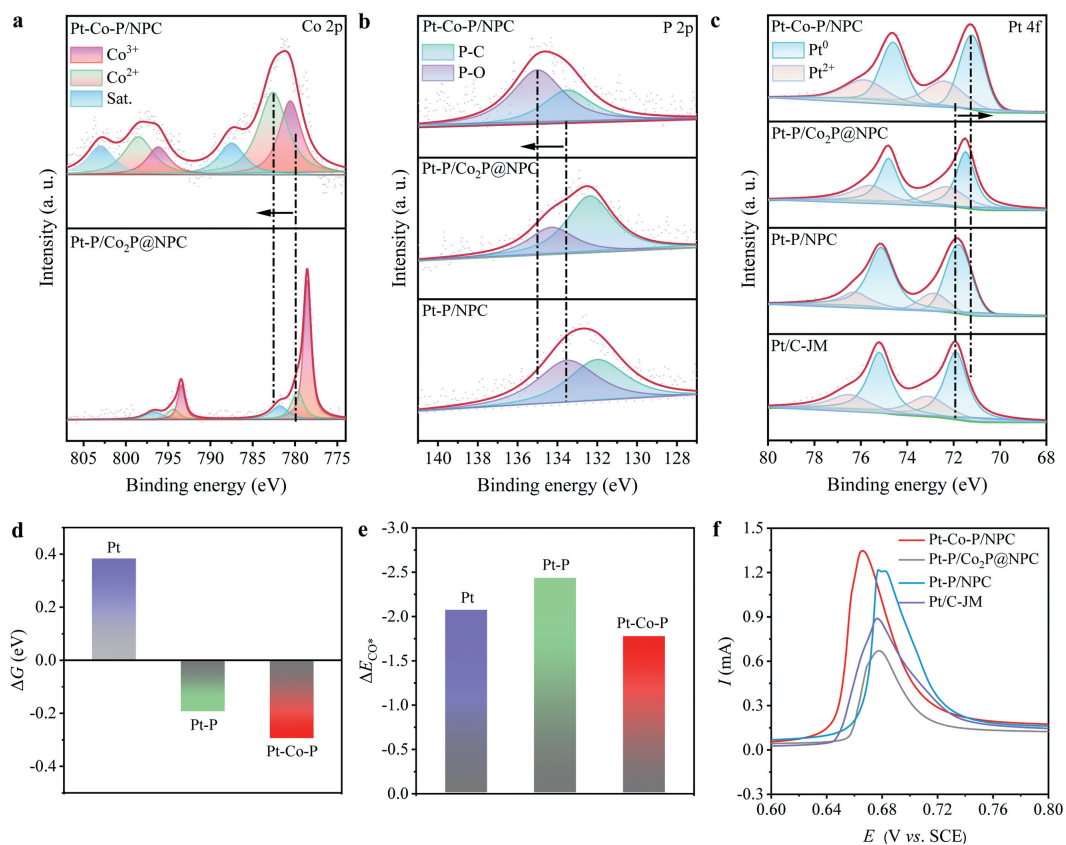 a
Pt-Co-P/NPC
Co 2p
Co³⁺
Co²⁺
Sat.
Pt-P/Co₂P@NPC
Intensity (a. u.)
805 800 795 790 785 780 775
Binding energy (eV)
b
Pt-Co-P/NPC
P 2p
P-C
P-O
Pt-P/Co₂P@NPC
Pt-P/NPC
Intensity (a. u.)
141 138 135 132 129 126
Binding energy (eV)
c
Pt-Co-P/NPC
Pt 4f
Pt⁰
Pt²⁺
Pt-P/Co₂P@NPC
Pt-P/NPC
Pt/C-JM
Intensity (a. u.)
80 78 76 74 72 70 68
Binding energy (eV)
d
Pt
Pt-P
Pt-Co-P
ΔG (eV)
0.4
0.2
0.0
-0.2
-0.4
e
Pt
Pt-P
Pt-Co-P
ΔE_CO*
-3.0
-2.5
-2.0
-1.5
-1.0
-0.5
0.0
f
Pt-Co-P/NPC
Pt-P/Co₂P@NPC
Pt-P/NPC
Pt/C-JM
I (mA)
1.5
1.2
0.9
0.6
0.3
0.0
-0.3
0.60 0.64 0.68 0.72 0.76 0.80
E (V vs. SCE)